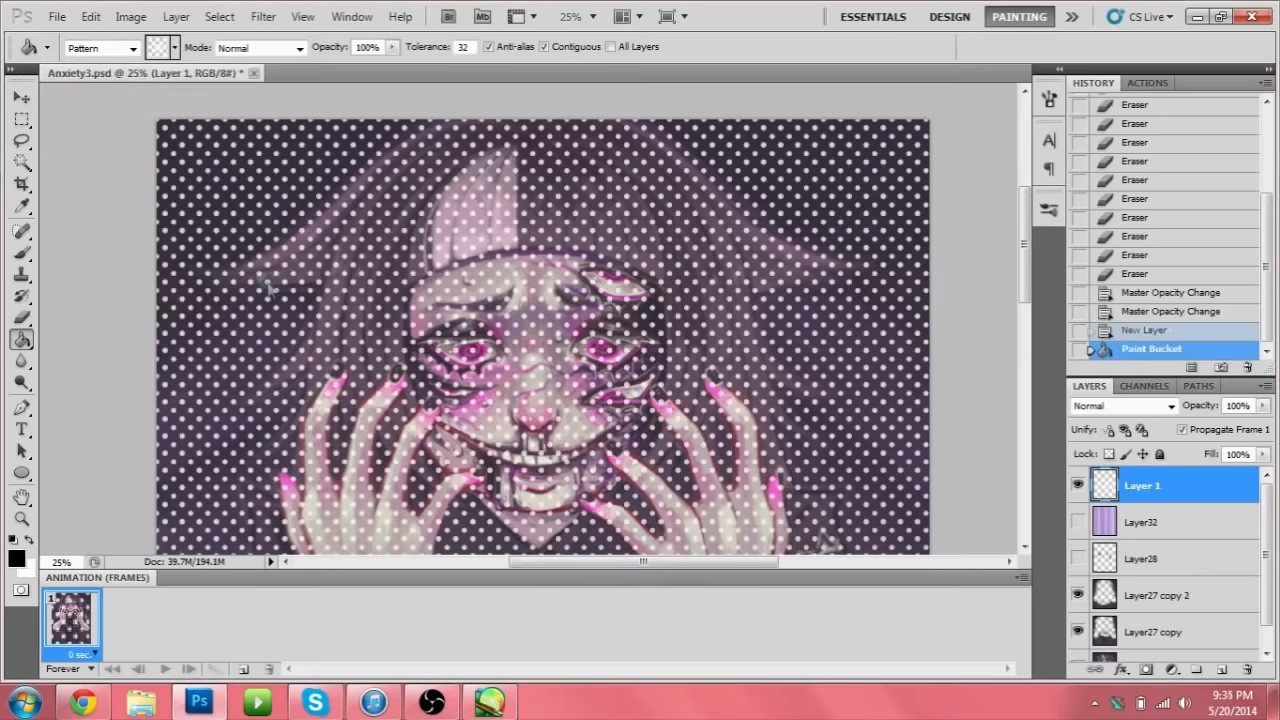 Ps File Edit Image Layer Select Filter View Window Help Br Mb 25% ESSENTIALS DESIGN PAINTING CS Live
Pattern Mode: Normal Opacity: 100% Tolerance: 32 Anti-alias Contiguous All Layers
Anxiety3.psd @ 25% (Layer 1, RGB/8#) *
HISTORY ACTIONS
Eraser
Eraser
Eraser
Eraser
Eraser
Eraser
Eraser
Eraser
Eraser
Eraser
Master Opacity Change
Master Opacity Change
New Layer
Paint Bucket
LAYERS CHANNELS PATHS
Normal Opacity: 100%
Unify: Propagate Frame 1
Lock: Fill: 100%
Layer 1
Layer32
Layer28
Layer27 copy 2
Layer27 copy
25% Doc: 39.7M/194.1M
ANIMATION (FRAMES)
1
0 sec.
Forever
Ps
9:35 PM
5/20/2014